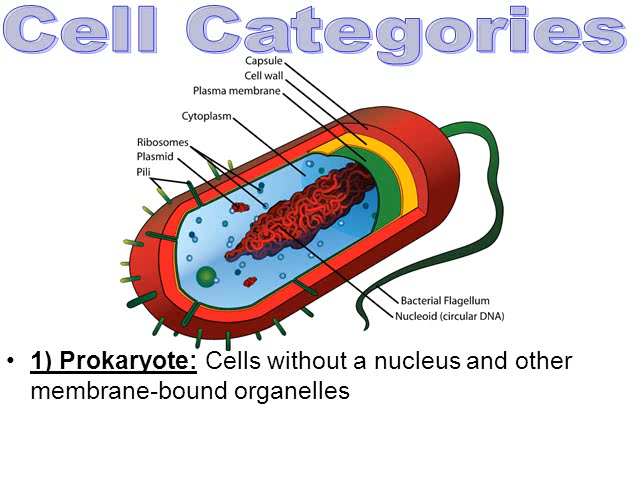 Cell Categories
Capsule
Cell wall
Plasma membrane
Cytoplasm
Ribosomes
Plasmid
Pili
Bacterial Flagellum
Nucleoid (circular DNA)
• 1) Prokaryote: Cells without a nucleus and other
membrane-bound organelles